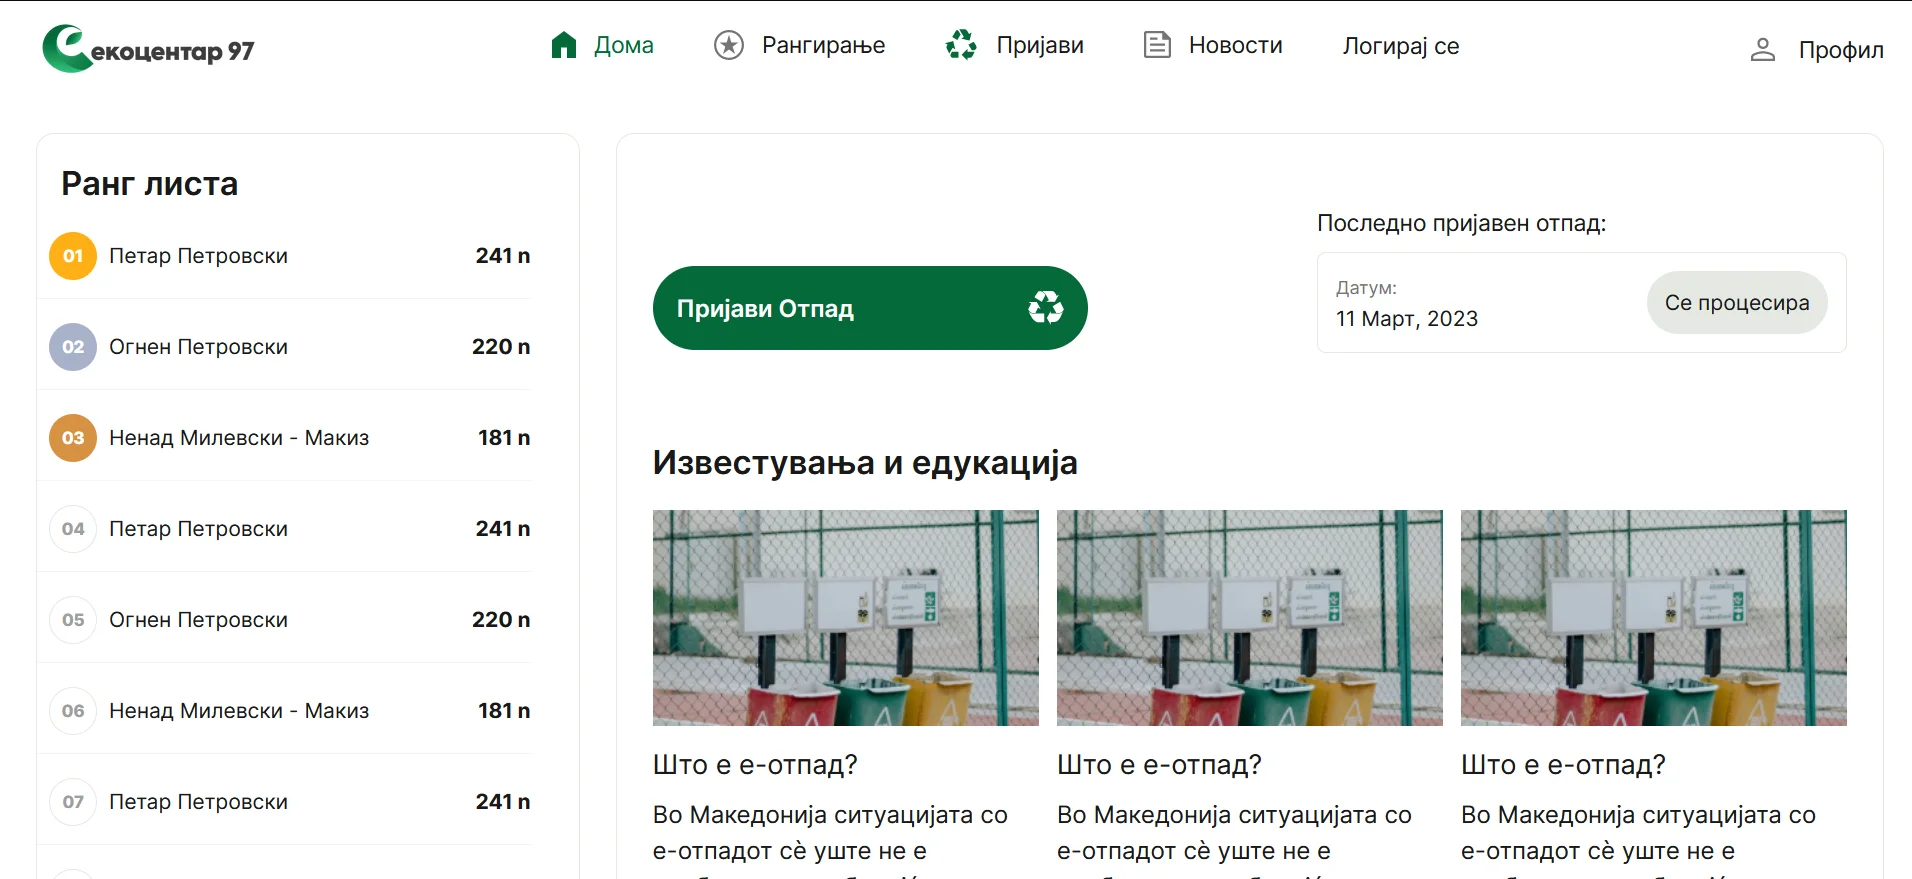 екоцентар 97
Дома
Рангирање
Пријави
Новости
Логирај се
Профил
Ранг листа
01 Петар Петровски 241 п
02 Огнен Петровски 220 п
03 Ненад Милевски - Макиз 181 п
04 Петар Петровски 241 п
05 Огнен Петровски 220 п
06 Ненад Милевски - Макиз 181 п
07 Петар Петровски 241 п
Последно пријавен отпад:
Пријави Отпад
Датум:
11 Март, 2023
Се процесира
Известувања и едукација
Што е е-отпад?
Во Македонија ситуацијата со
е-отпадот сè уште не е
Што е е-отпад?
Во Македонија ситуацијата со
е-отпадот сè уште не е
Што е е-отпад?
Во Македонија ситуацијата со
е-отпадот сè уште не е